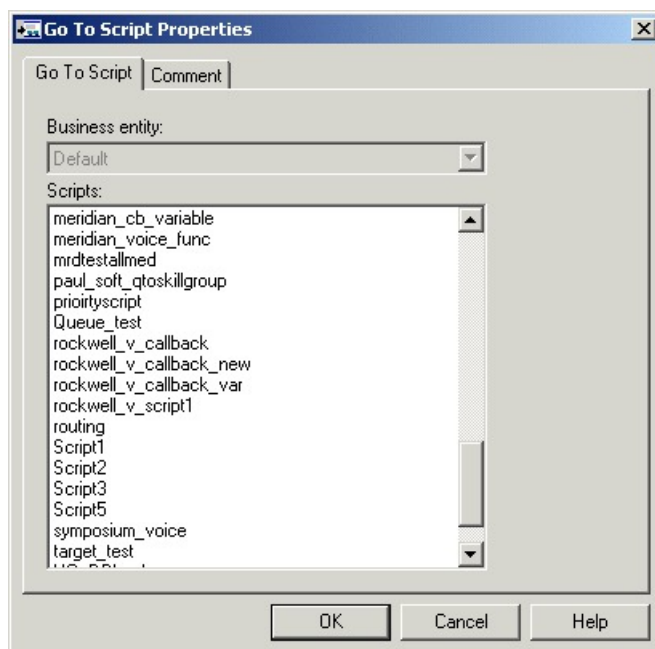 Go To Script Properties
Go To Script
Comment
Business entity:
Default
Scripts:
meridian_cb_variable
meridian_voice_func
mrdtestallmed
paul_soft_qtoskillgroup
prioirtyscript
Queue_test
rockwell_v_callback
rockwell_v_callback_new
rockwell_v_callback_var
rockwell_v_script1
routing
Script1
Script2
Script3
Script5
symposium_voice
target_test
OK
Cancel
Help